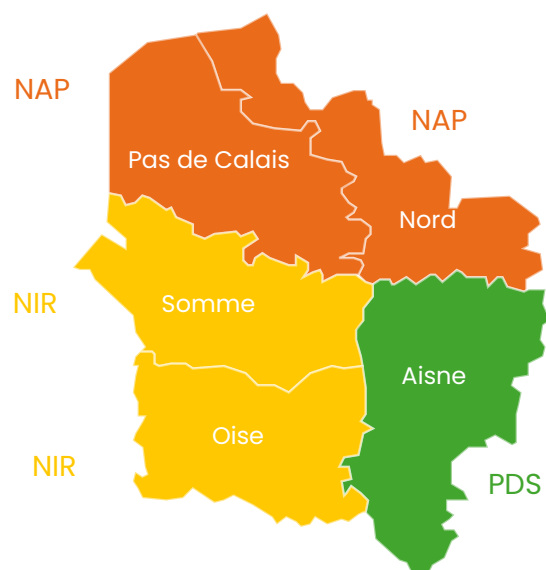 NAP
NAP
Pas de Calais
Nord
NIR
Somme
Aisne
Oise
NIR
PDS